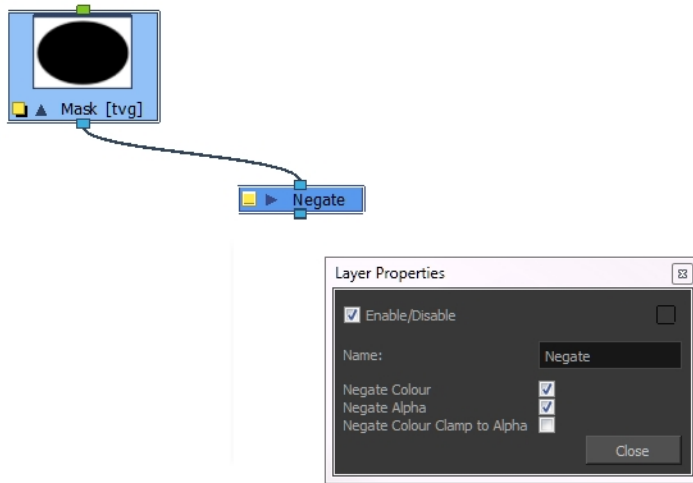 Mask [tvg]
Negate
Layer Properties
Enable/Disable
Name: Negate
Negate Colour
Negate Alpha
Negate Colour Clamp to Alpha
Close